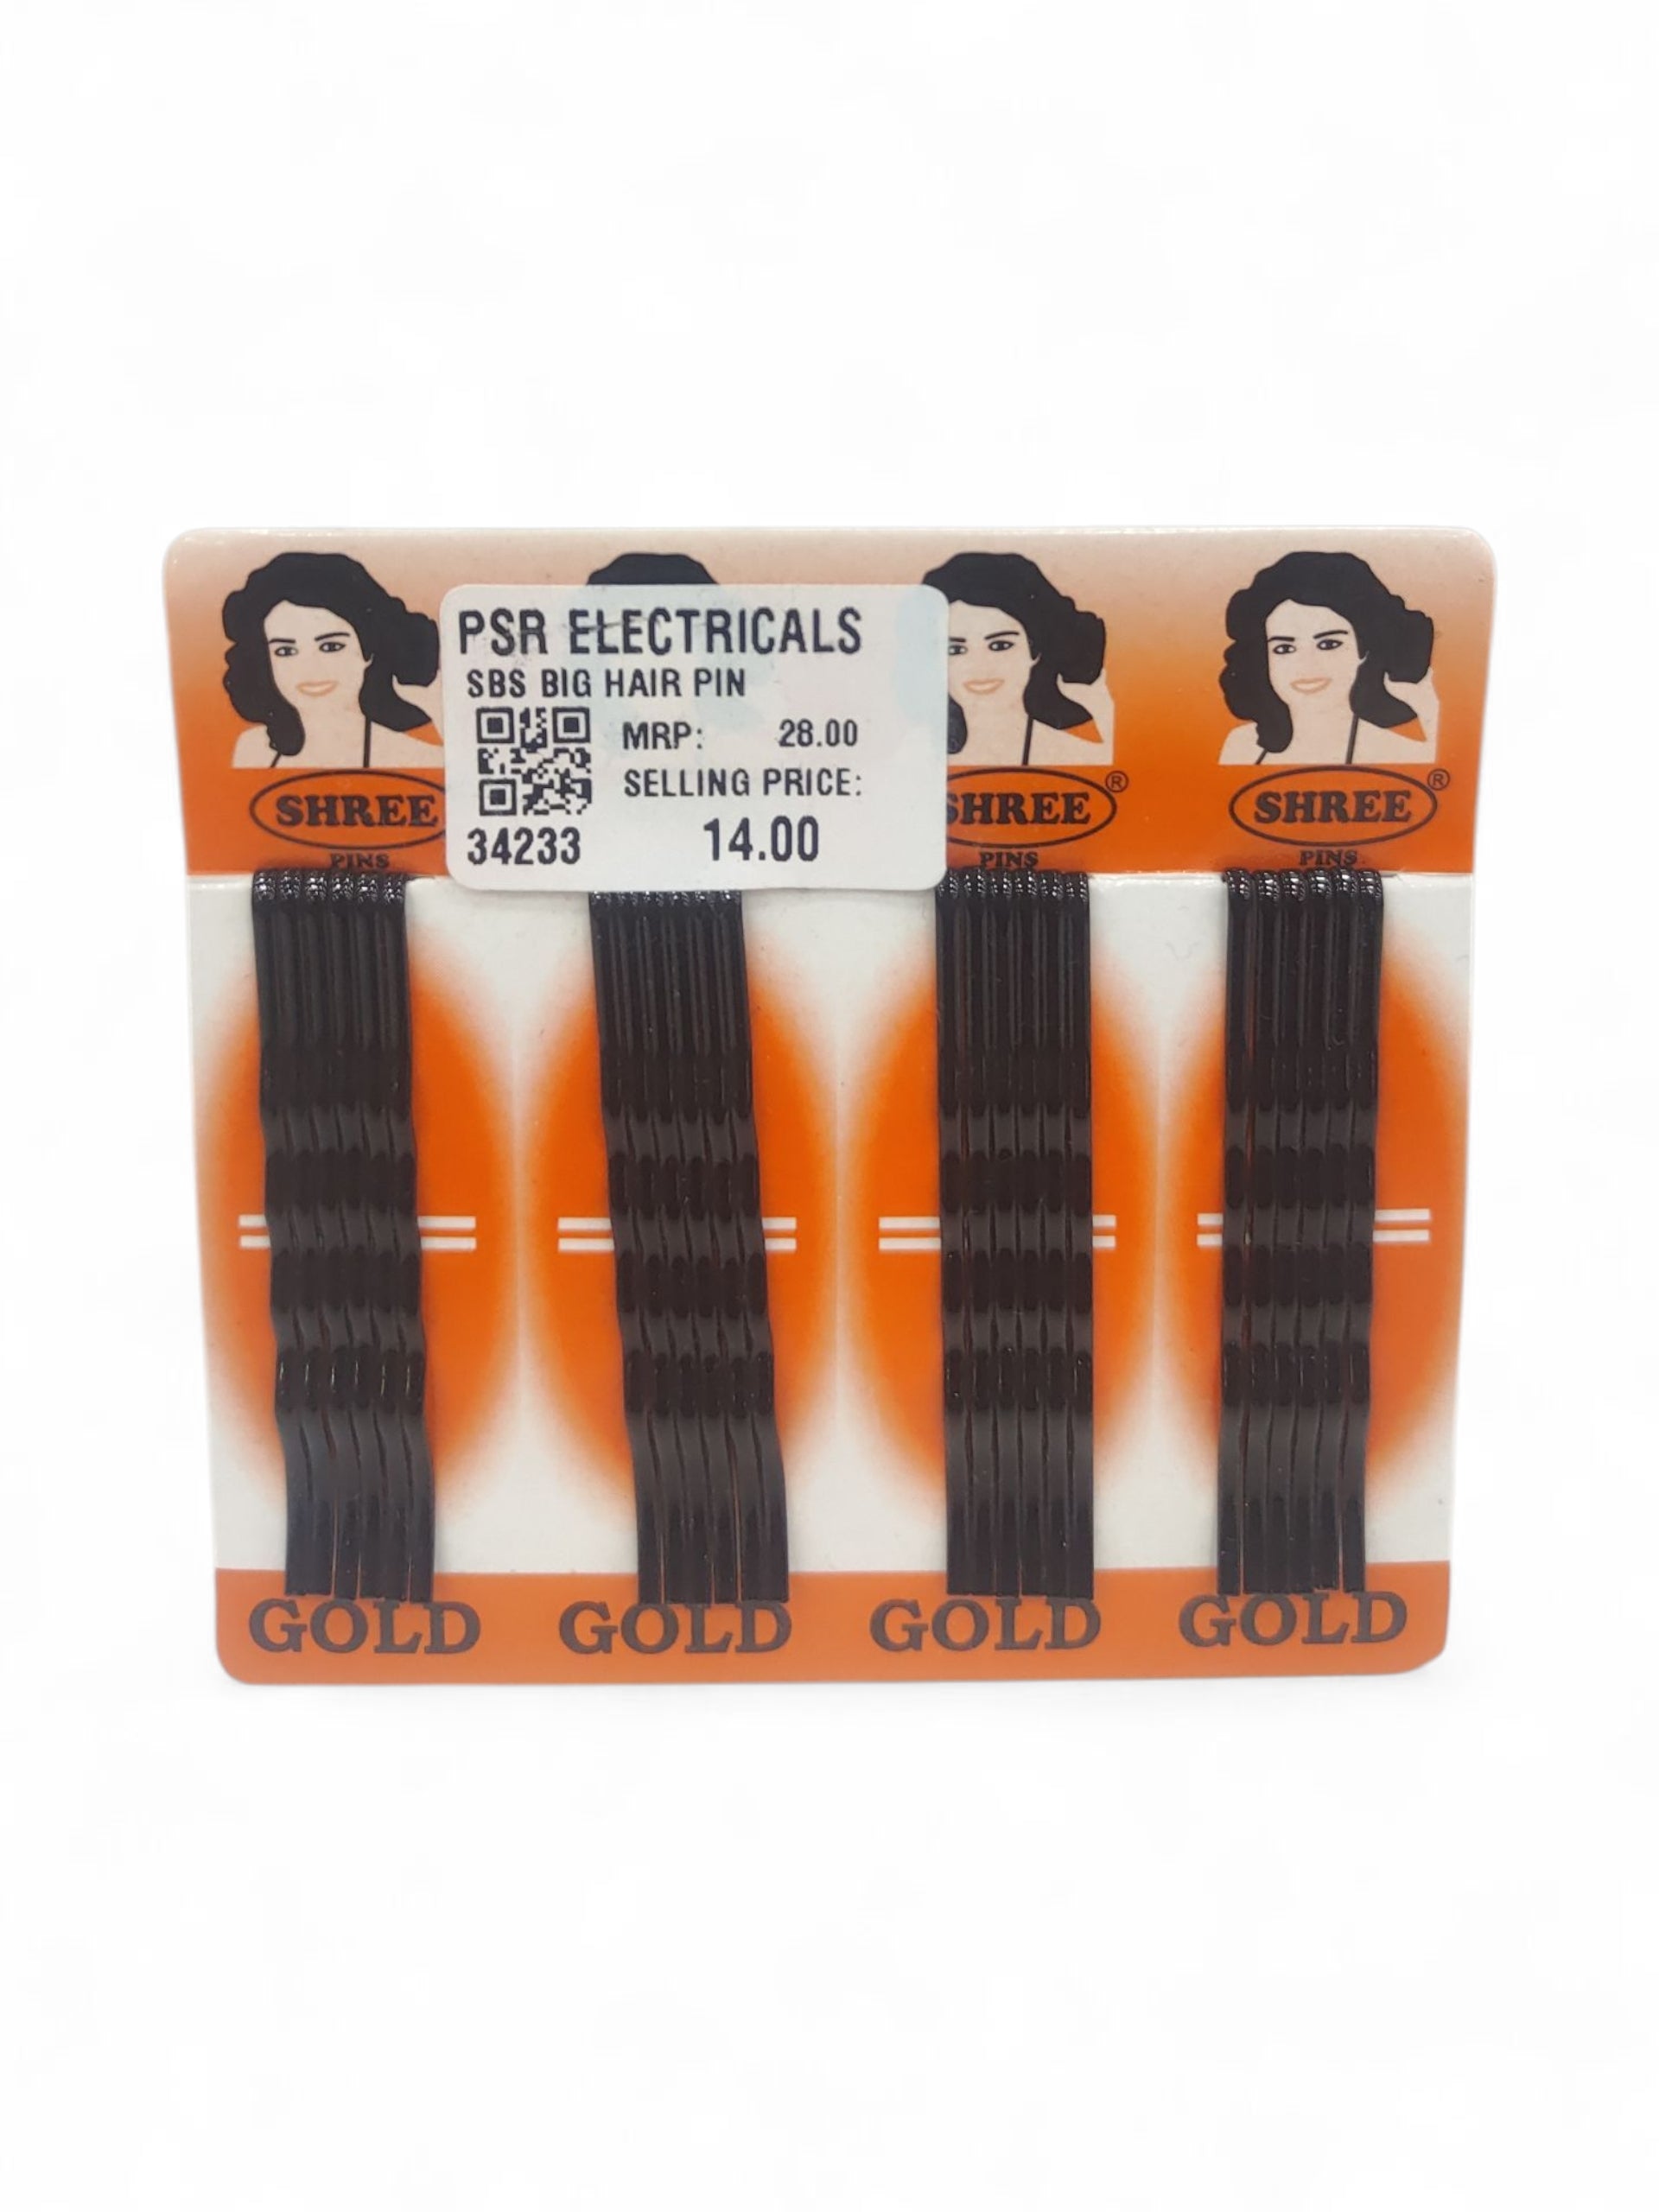 PSR ELECTRICALS
SBS BIG HAIR PIN
MRP: 28.00
SELLING PRICE:
34233 14.00
SHREE SHREE® SHREE®
PINS PINS PINS
GOLD GOLD GOLD GOLD